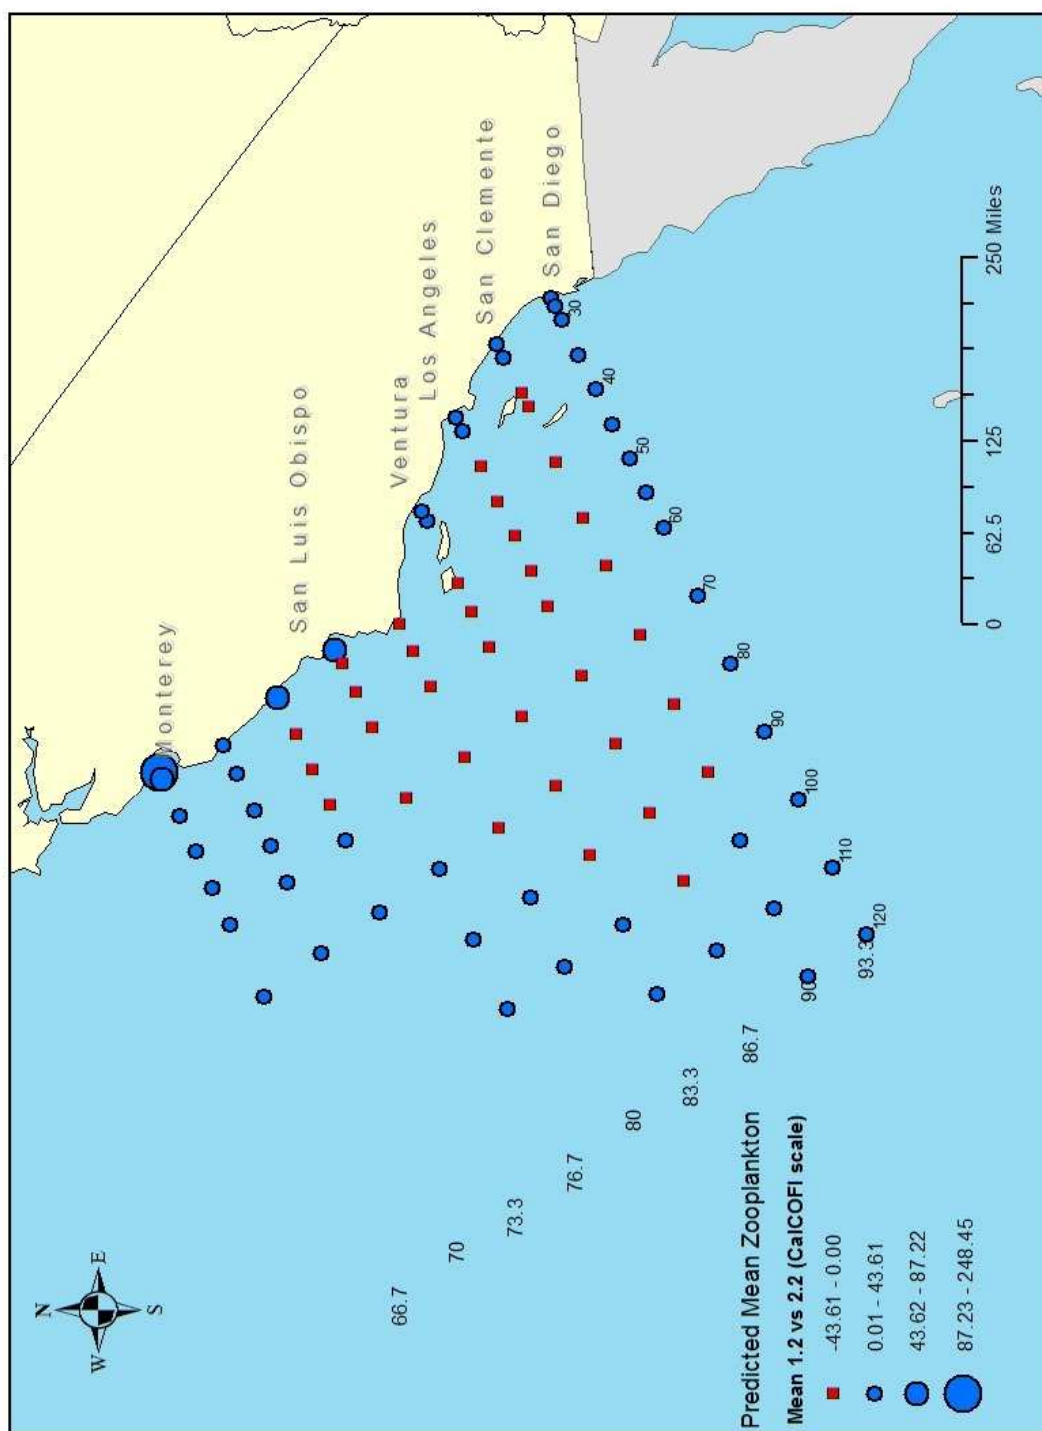 N
W E
S
Monterey
San Luis Obispo
Ventura
Los Angeles
San Clemente
San Diego
30
40
50
60
70
80
90
100
110
120
66.7
70
73.3
76.7
80
83.3
86.7
90
93.3
Predicted Mean Zooplankton
Mean 1.2 vs 2.2 (CalCOFI scale)
-43.61 - 0.00
0.01 - 43.61
43.62 - 87.22
87.23 - 248.45
0 62.5 125 250 Miles